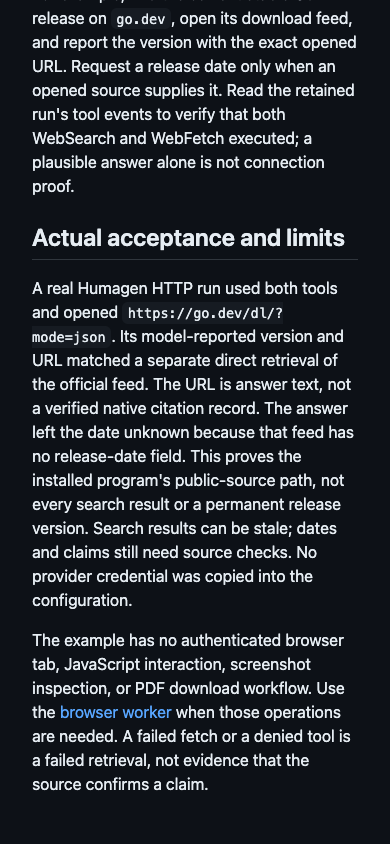 release on go.dev, open its download feed,
and report the version with the exact opened
URL. Request a release date only when an
opened source supplies it. Read the retained
run's tool events to verify that both
WebSearch and WebFetch executed; a
plausible answer alone is not connection
proof.
Actual acceptance and limits
A real Humagen HTTP run used both tools
and opened https://go.dev/dl/?
mode=json. Its model-reported version and
URL matched a separate direct retrieval of
the official feed. The URL is answer text, not
a verified native citation record. The answer
left the date unknown because that feed has
no release-date field. This proves the
installed program's public-source path, not
every search result or a permanent release
version. Search results can be stale; dates
and claims still need source checks. No
provider credential was copied into the
configuration.
The example has no authenticated browser
tab, JavaScript interaction, screenshot
inspection, or PDF download workflow. Use
the browser worker when those operations
are needed. A failed fetch or a denied tool is
a failed retrieval, not evidence that the
source confirms a claim.